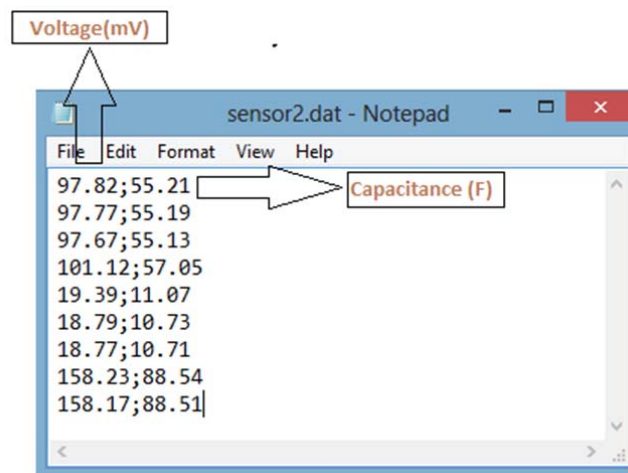 Voltage(mV)
sensor2.dat - Notepad
File Edit Format View Help
97.82;55.21
Capacitance (F)
97.77;55.19
97.67;55.13
101.12;57.05
19.39;11.07
18.79;10.73
18.77;10.71
158.23;88.54
158.17;88.51